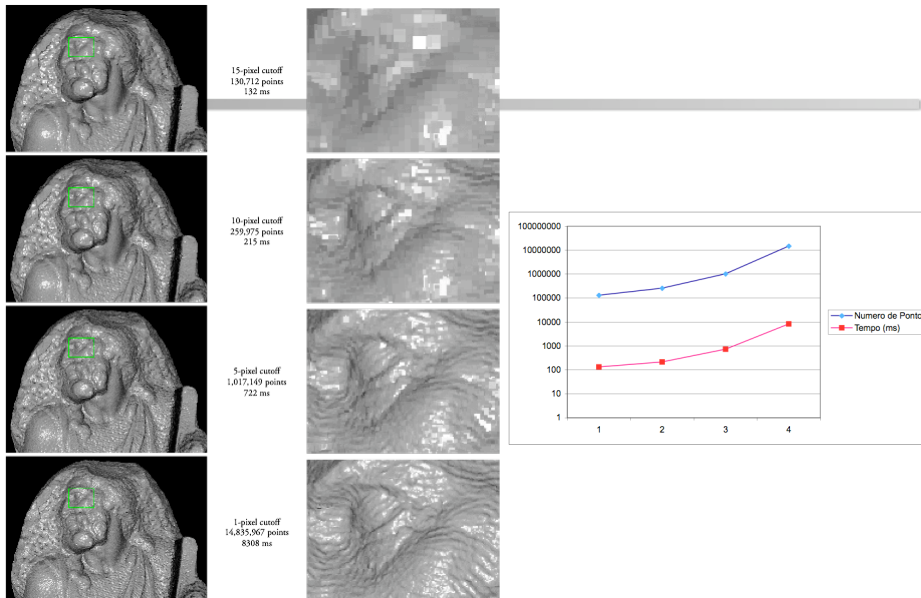 15-pixel cutoff
130,712 points
132 ms
10-pixel cutoff
259,975 points
215 ms
5-pixel cutoff
1,017,149 points
722 ms
1-pixel cutoff
14,835,967 points
8308 ms
100000000
10000000
1000000
100000
10000
1000
100
10
1
1 2 3 4
Numero de Ponto
Tempo (ms)